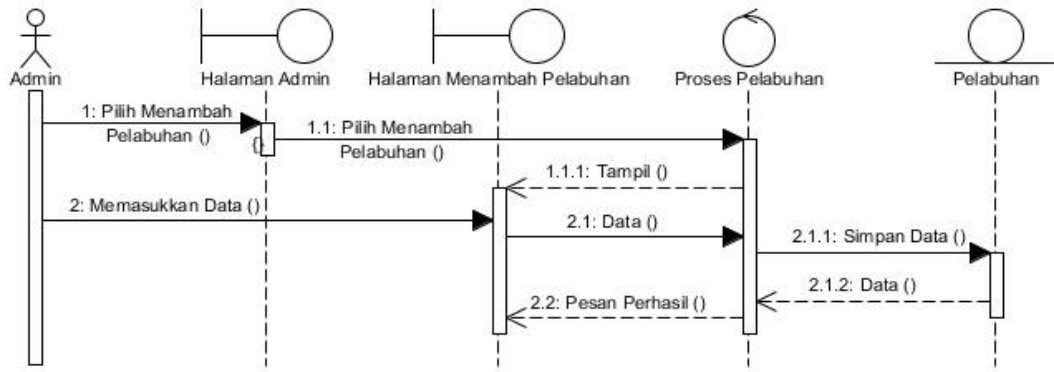 Admin
Halaman Admin
Halaman Menambah Pelabuhan
Proses Pelabuhan
Pelabuhan
1: Pilih Menambah
Pelabuhan ()
{}
1.1: Pilih Menambah
Pelabuhan ()
1.1.1: Tampil ()
2: Memasukkan Data ()
2.1: Data ()
2.1.1: Simpan Data ()
2.1.2: Data ()
2.2: Pesan Perhasil ()